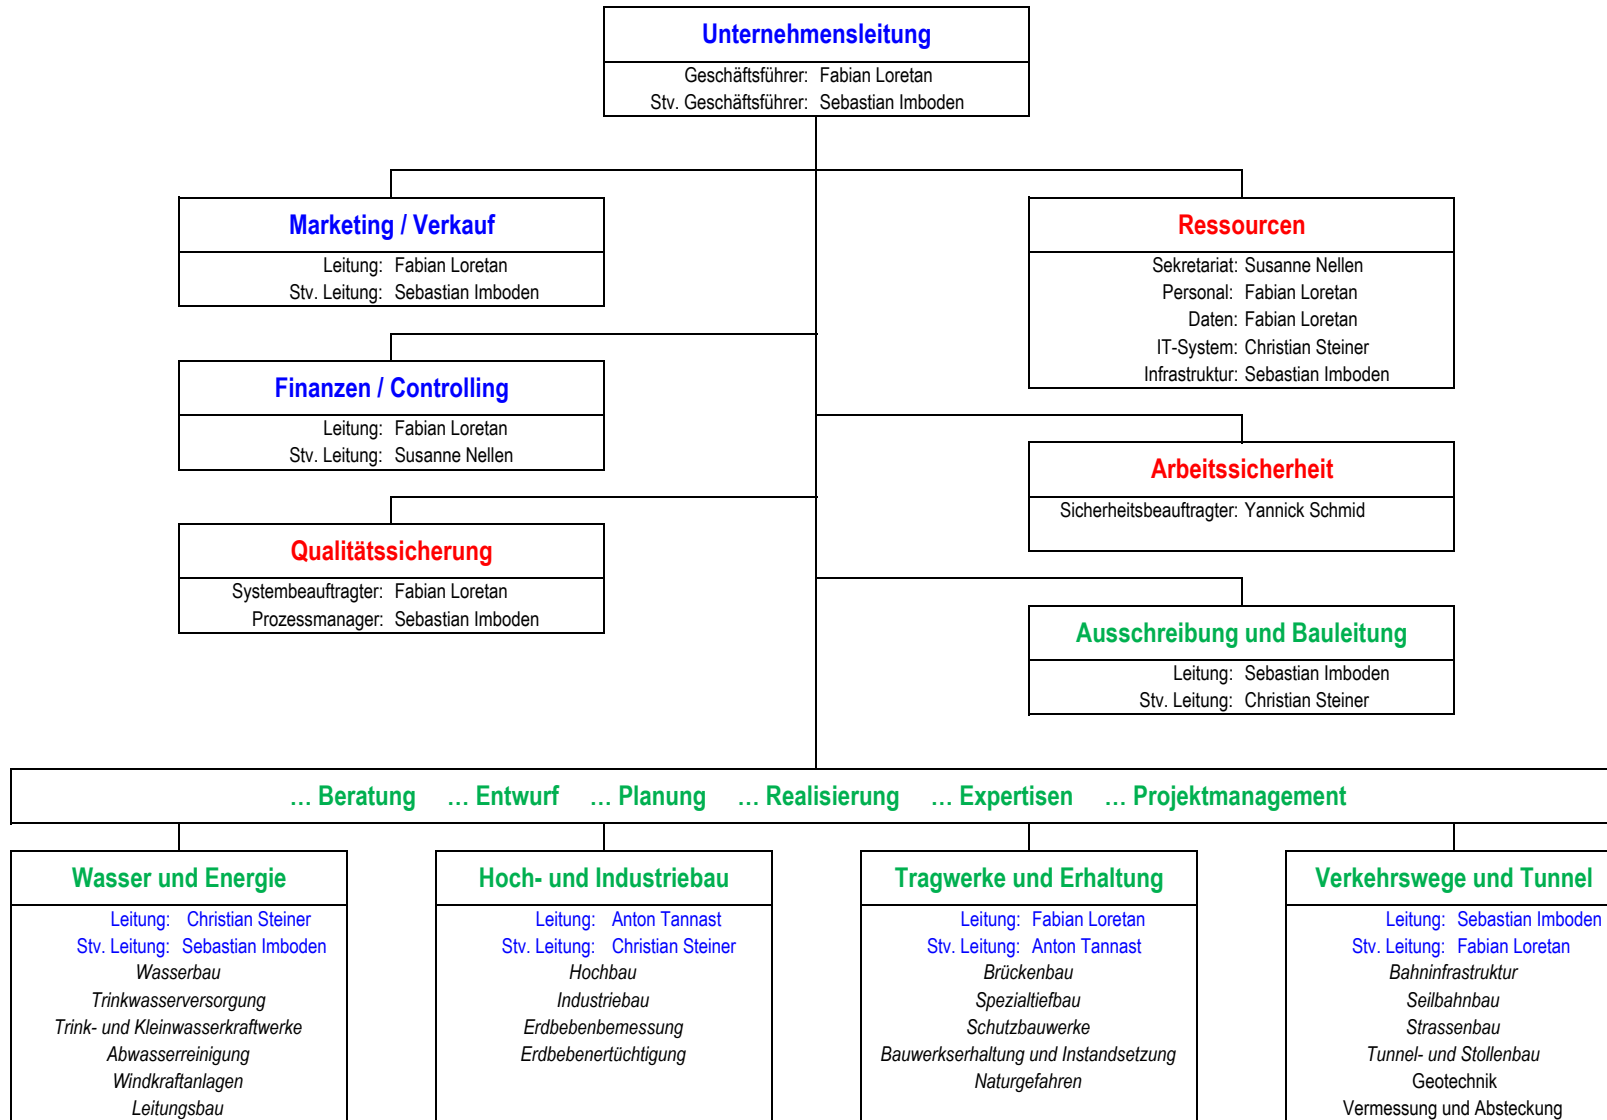 Unternehmensleitung
Geschäftsführer: Fabian Loretan
Stv. Geschäftsführer: Sebastian Imboden
Marketing / Verkauf
Leitung: Fabian Loretan
Stv. Leitung: Sebastian Imboden
Ressourcen
Sekretariat: Susanne Nellen
Personal: Fabian Loretan
Daten: Fabian Loretan
IT-System: Christian Steiner
Infrastruktur: Sebastian Imboden
Finanzen / Controlling
Leitung: Fabian Loretan
Stv. Leitung: Susanne Nellen
Arbeitssicherheit
Sicherheitsbeauftragter: Yannick Schmid
Qualitätssicherung
Systembeauftragter: Fabian Loretan
Prozessmanager: Sebastian Imboden
Ausschreibung und Bauleitung
Leitung: Sebastian Imboden
Stv. Leitung: Christian Steiner
… Beratung … Entwurf … Planung … Realisierung … Expertisen … Projektmanagement
Wasser und Energie
Leitung: Christian Steiner
Stv. Leitung: Sebastian Imboden
Wasserbau
Trinkwasserversorgung
Trink- und Kleinwasserkraftwerke
Abwasserreinigung
Windkraftanlagen
Leitungsbau
Hoch- und Industriebau
Leitung: Anton Tannast
Stv. Leitung: Christian Steiner
Hochbau
Industriebau
Erdbebenbemessung
Erdbebenertüchtigung
Tragwerke und Erhaltung
Leitung: Fabian Loretan
Stv. Leitung: Anton Tannast
Brückenbau
Spezialtiefbau
Schutzbauwerke
Bauwerkserhaltung und Instandsetzung
Naturgefahren
Verkehrswege und Tunnel
Leitung: Sebastian Imboden
Stv. Leitung: Fabian Loretan
Bahninfrastruktur
Seilbahnbau
Strassenbau
Tunnel- und Stollenbau
Geotechnik
Vermessung und Absteckung